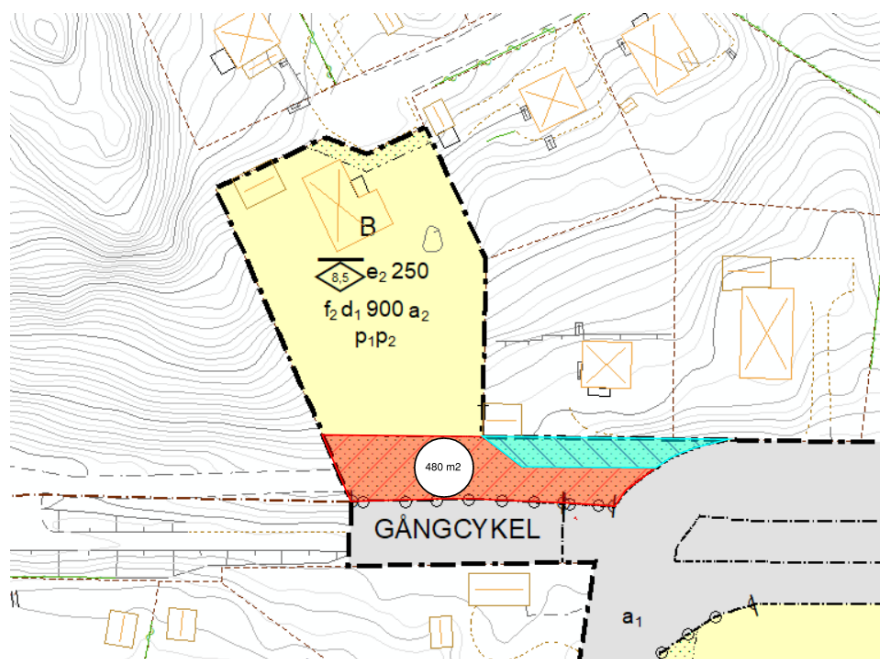 B
8,5 e₂ 250
f₂ d₁ 900 a₂
p₁p₂
480 m2
GÅNGCYKEL
a₁